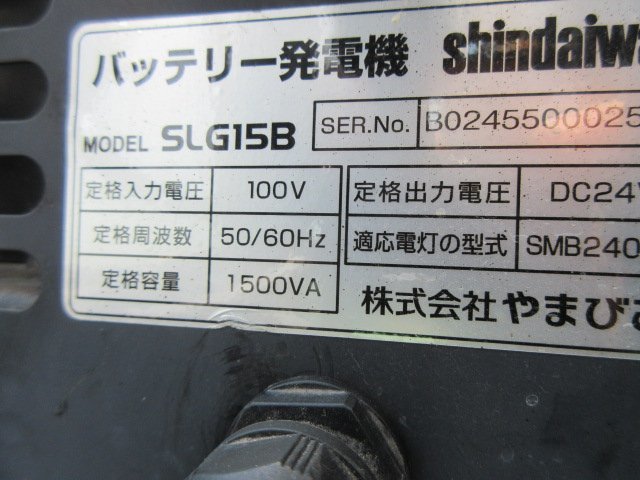 バッテリー発電機 shindaiwa
MODEL SLG15B SER.No. B0245500025
定格入力電圧 100V 定格出力電圧 DC24V
定格周波数 50/60Hz 適応電灯の型式 SMB240
定格容量 1500VA
株式会社やまび